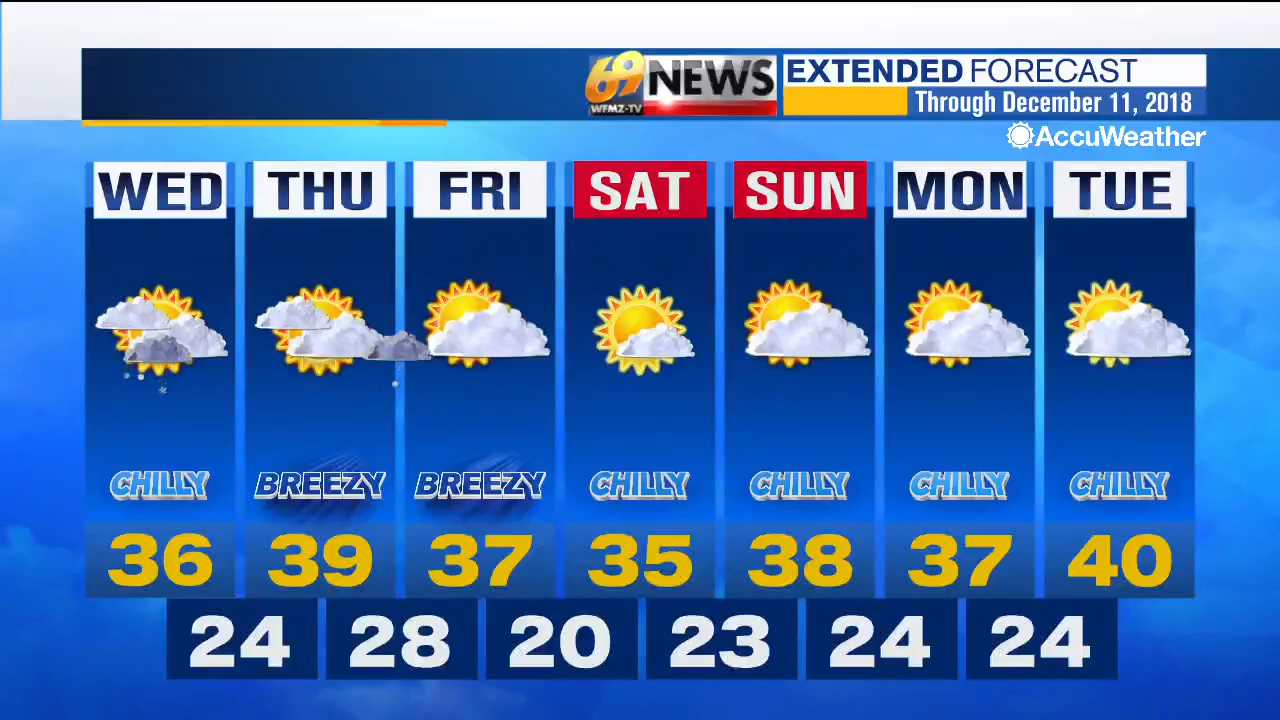 69 NEWS
WFMZ-TV
EXTENDED FORECAST
Through December 11, 2018
AccuWeather
WED THU FRI SAT SUN MON TUE
CHILLY BREEZY BREEZY CHILLY CHILLY CHILLY CHILLY
36 39 37 35 38 37 40
24 28 20 23 24 24